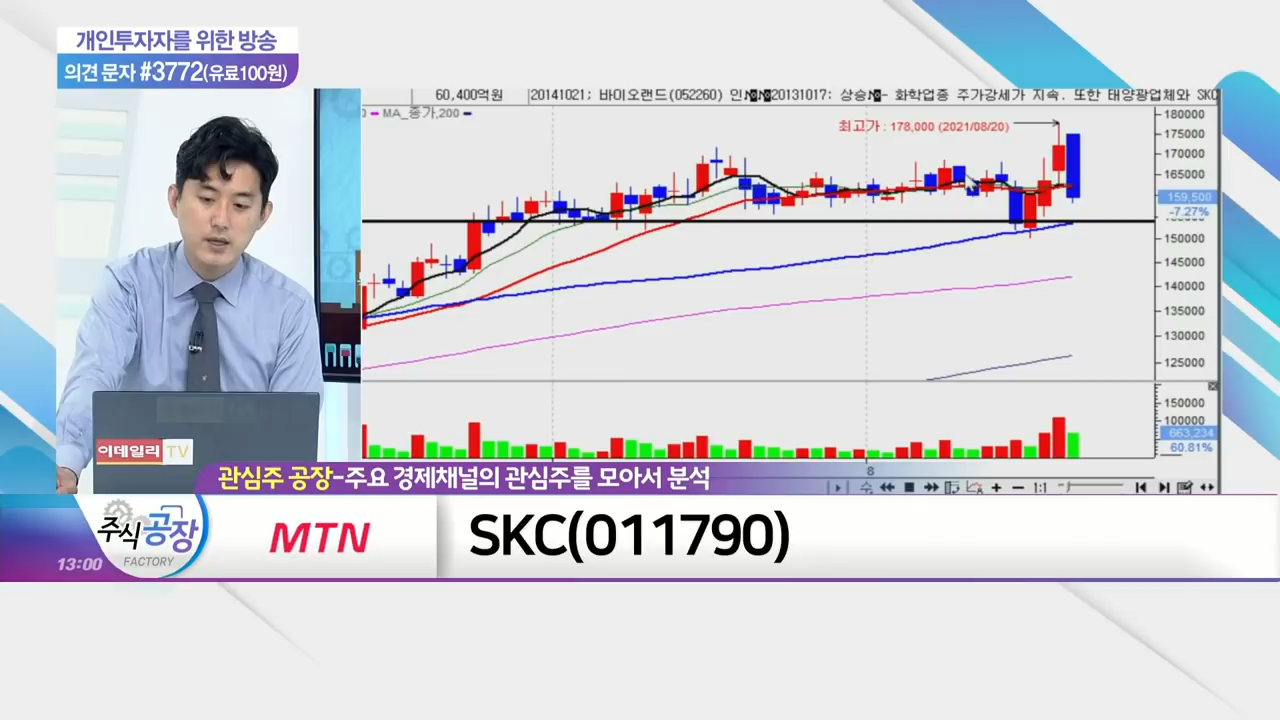 개인투자자를 위한 방송
의견 문자 #3772(유료100원)
60,400억원
20141021; 바이오랜드(052260) 인
20131017: 상승
- 화학업종 주가강세가 지속. 또한 태양광업체와 SKC
MA_종가,200
최고가 : 178,000 (2021/08/20)
180000
175000
170000
165000
159,500
-7.27%
150000
145000
140000
135000
130000
125000
150000
100000
663,234
60.81%
8
1:1
이데일리 TV
관심주 공장-주요 경제채널의 관심주를 모아서 분석
주식공장
FACTORY
13:00
MTN
SKC(011790)